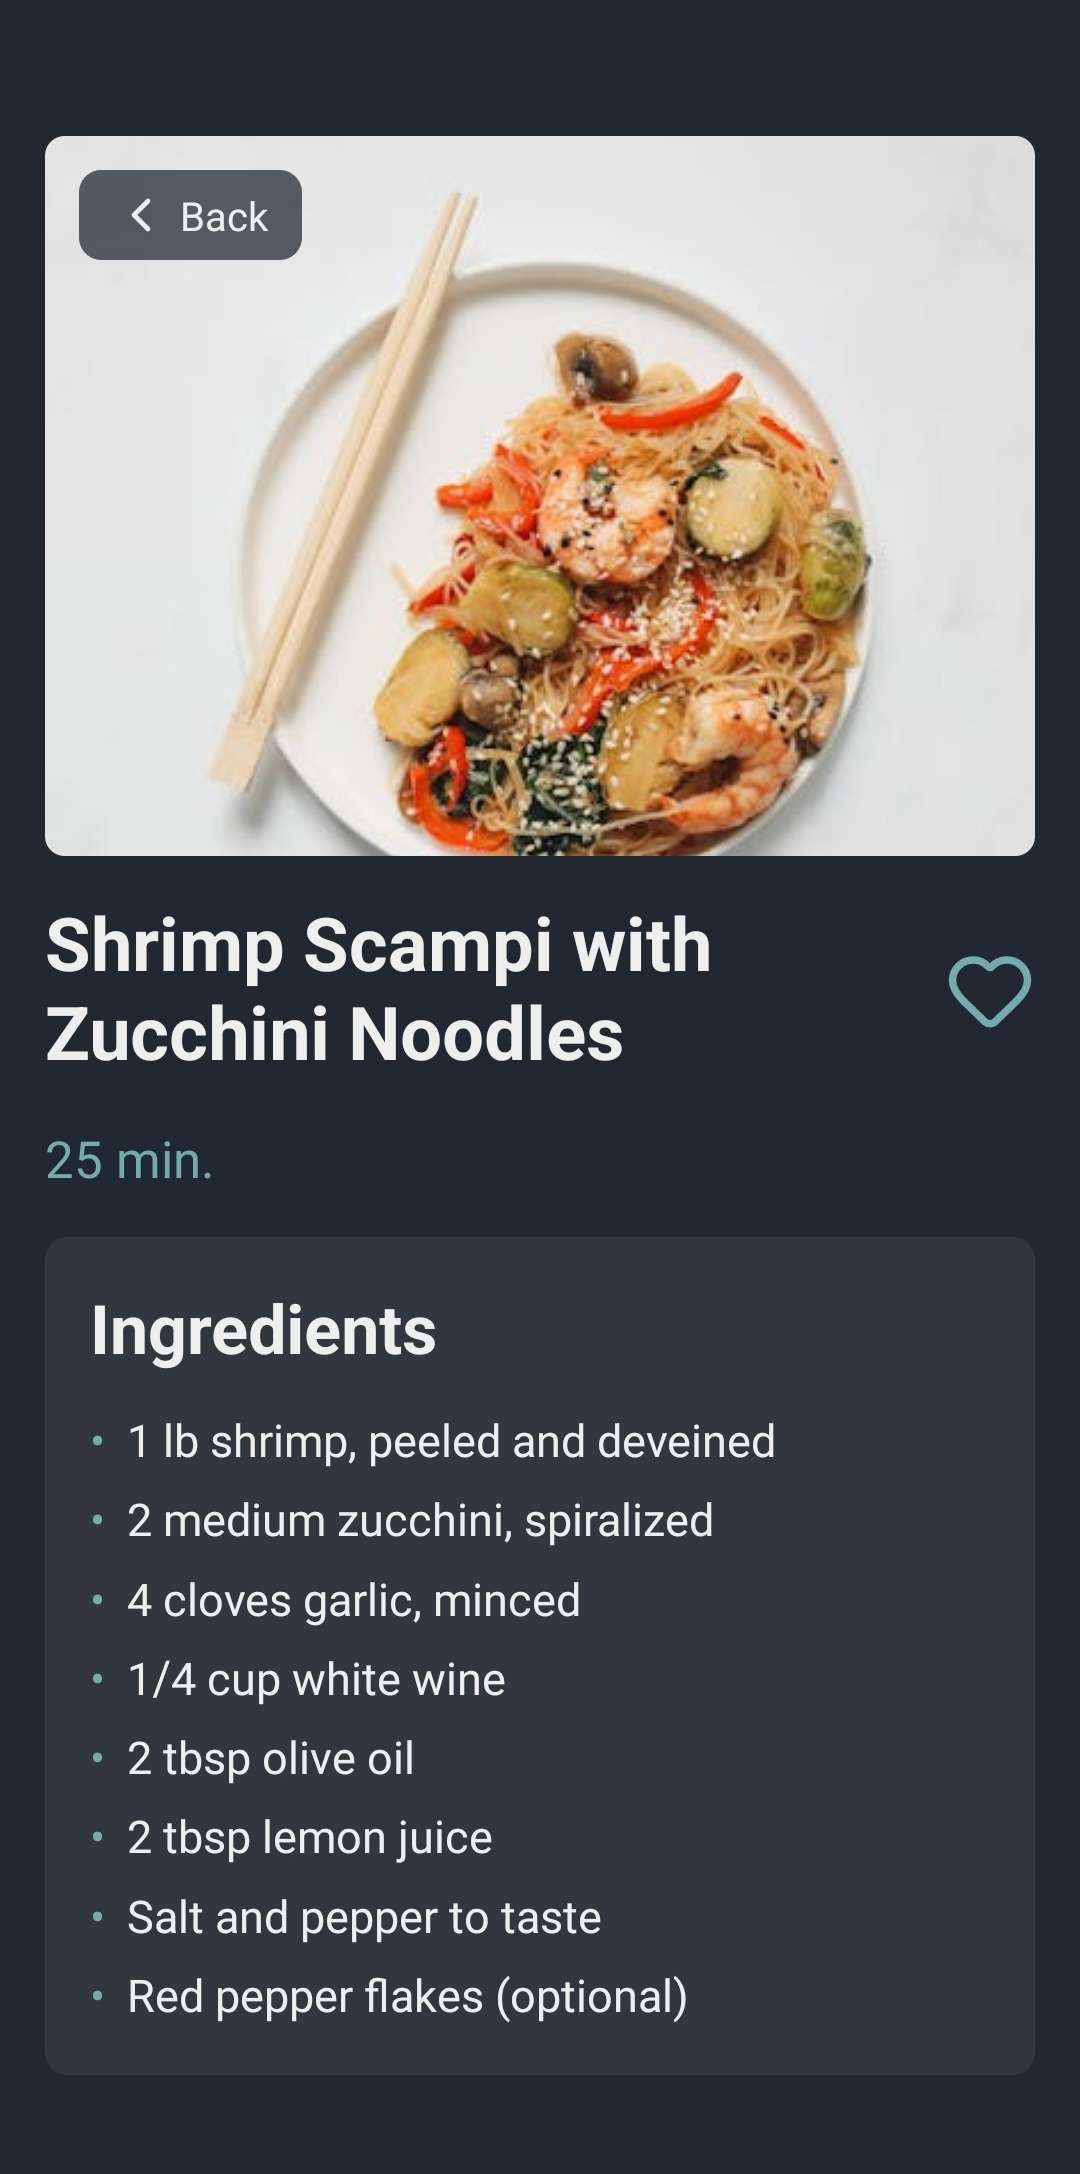 Back
Shrimp Scampi with
Zucchini Noodles
25 min.
Ingredients
• 1 lb shrimp, peeled and deveined
• 2 medium zucchini, spiralized
• 4 cloves garlic, minced
• 1/4 cup white wine
• 2 tbsp olive oil
• 2 tbsp lemon juice
• Salt and pepper to taste
• Red pepper flakes (optional)